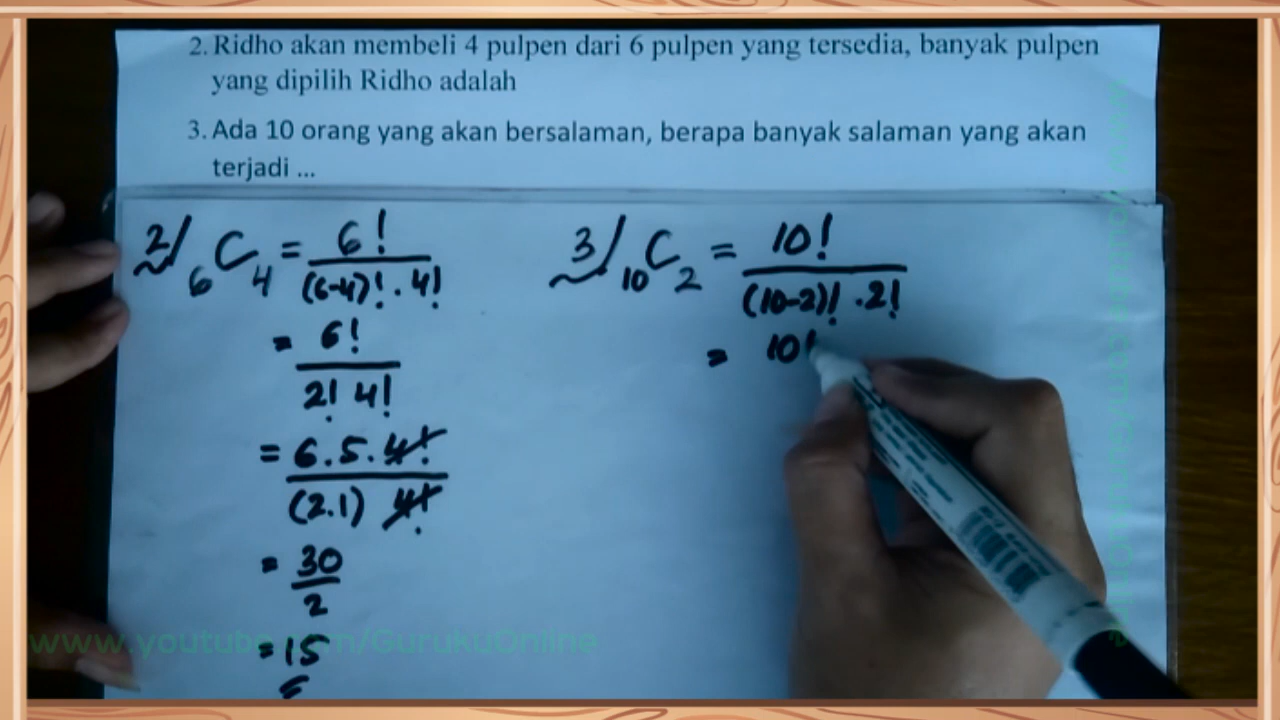 2. Ridho akan membeli 4 pulpen dari 6 pulpen yang tersedia, banyak pulpen
yang dipilih Ridho adalah
3. Ada 10 orang yang akan bersalaman, berapa banyak salaman yang akan
terjadi ...
2/ 6C4 = 6! / (6-4)! . 4!
= 6! / 2! 4!
= 6.5.4! / (2.1) 4!
= 30 / 2
= 15
3/ 10C2 = 10! / (10-2)! .2!
= 10!
www.youtube.com/GurukuOnline